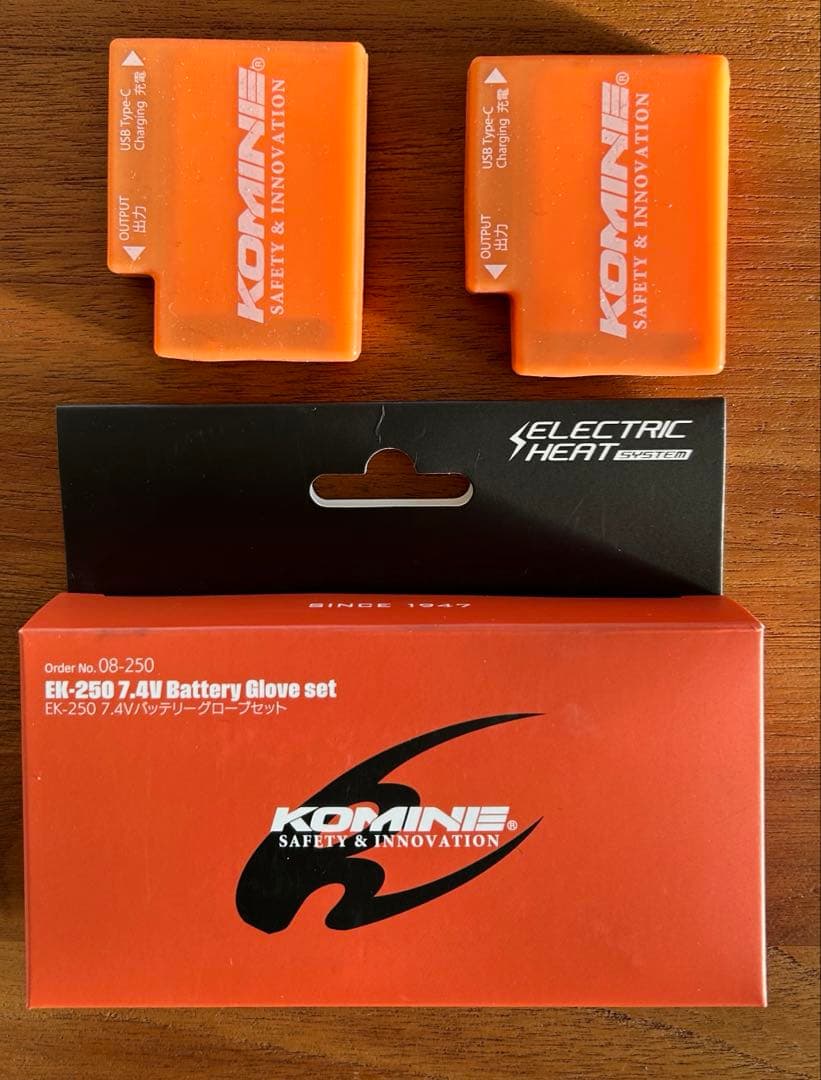 USB Type-C
Charging 充電
OUTPUT
出力
KOMINE®
SAFETY & INNOVATION
USB Type-C
Charging 充電
OUTPUT
出力
KOMINE®
SAFETY & INNOVATION
ELECTRIC
HEAT SYSTEM
SINCE 1947
Order No. 08-250
EK-250 7.4V Battery Glove set
EK-250 7.4Vバッテリーグローブセット
KOMINE®
SAFETY & INNOVATION